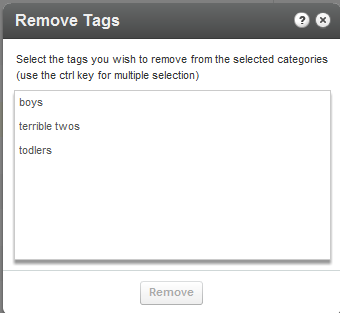 Remove Tags
Select the tags you wish to remove from the selected categories
(use the ctrl key for multiple selection)
boys
terrible twos
todlers
Remove